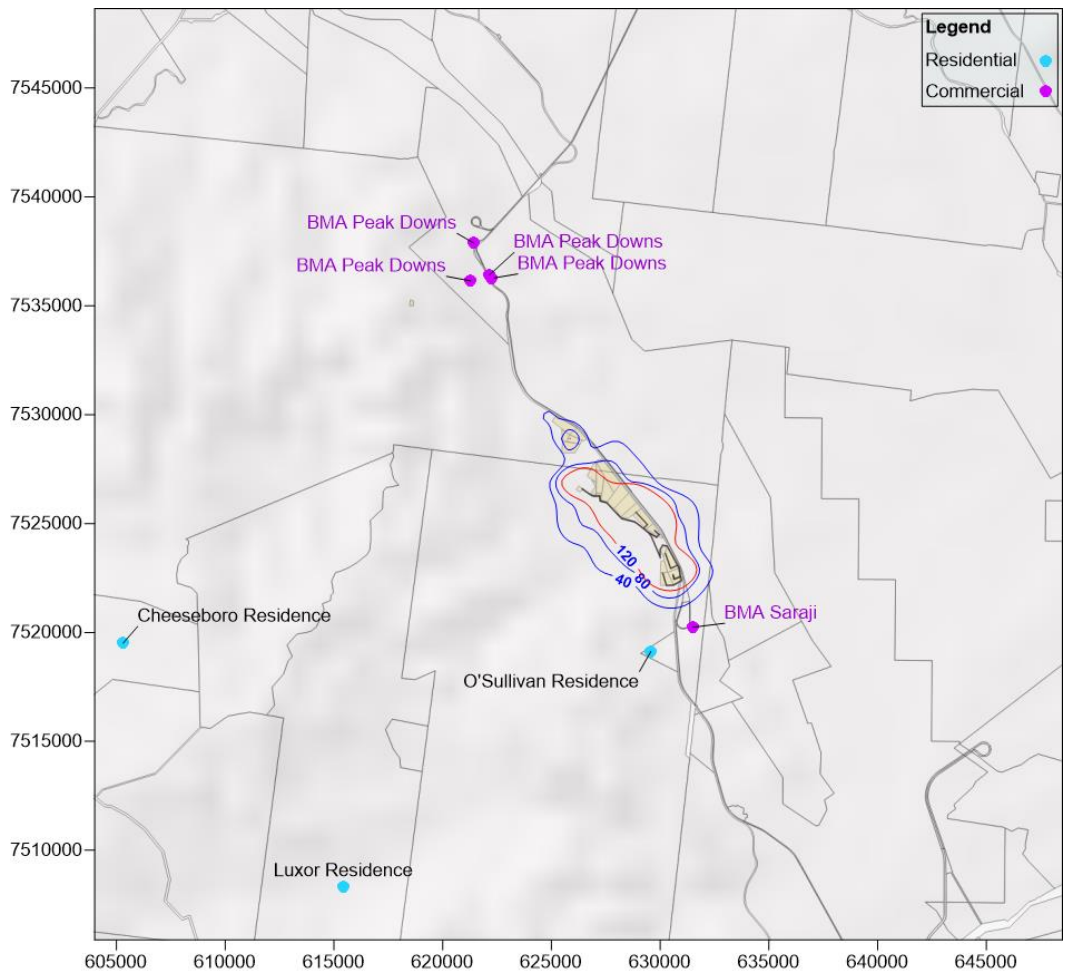 Legend
Residential
Commercial
7545000
7540000
BMA Peak Downs
BMA Peak Downs
BMA Peak Downs
BMA Peak Downs
7535000
7530000
7525000
120
80
40
7520000
Cheeseboro Residence
BMA Saraji
O'Sullivan Residence
7515000
7510000
Luxor Residence
605000 610000 615000 620000 625000 630000 635000 640000 645000